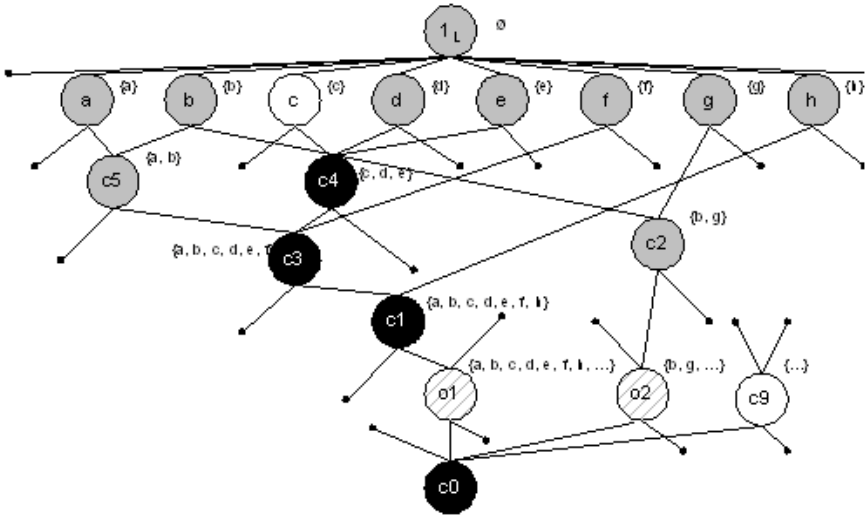 1L Ø
a {a} b {b} c {c} d {d} e {e} f {f} g {g} h {h}
c5 {a, b} c4 {c, d, e}
{a, b, c, d, e, f c3 c2 {b, g}
c1 {a, b, c, d, e, f, h}
o1 {a, b, c, d, e, f, h, ...} o2 {b, g, ...} c9 {...}
c0